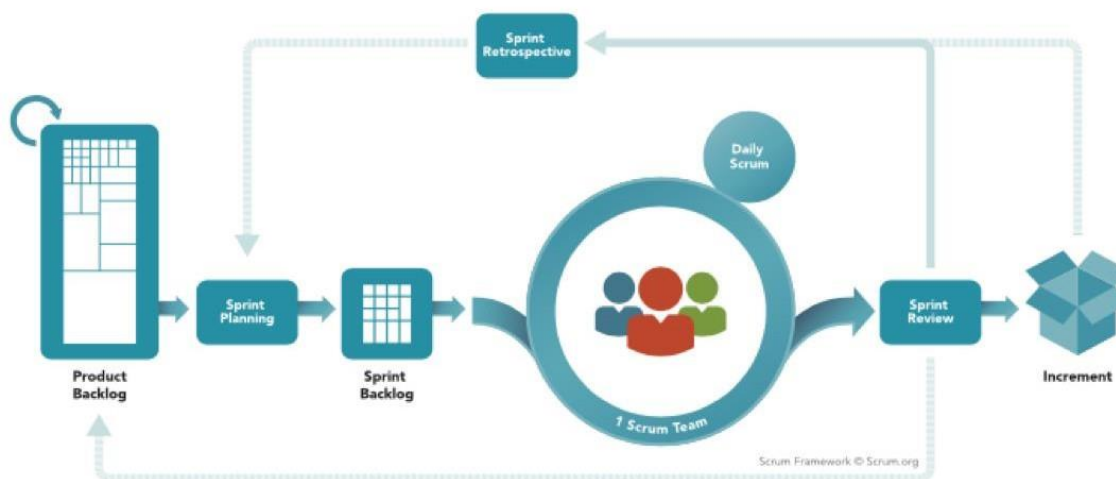 Sprint
Retrospective
Daily
Scrum
Product
Backlog
Sprint
Planning
Sprint
Backlog
1 Scrum Team
Sprint
Review
Increment
Scrum Framework © Scrum.org